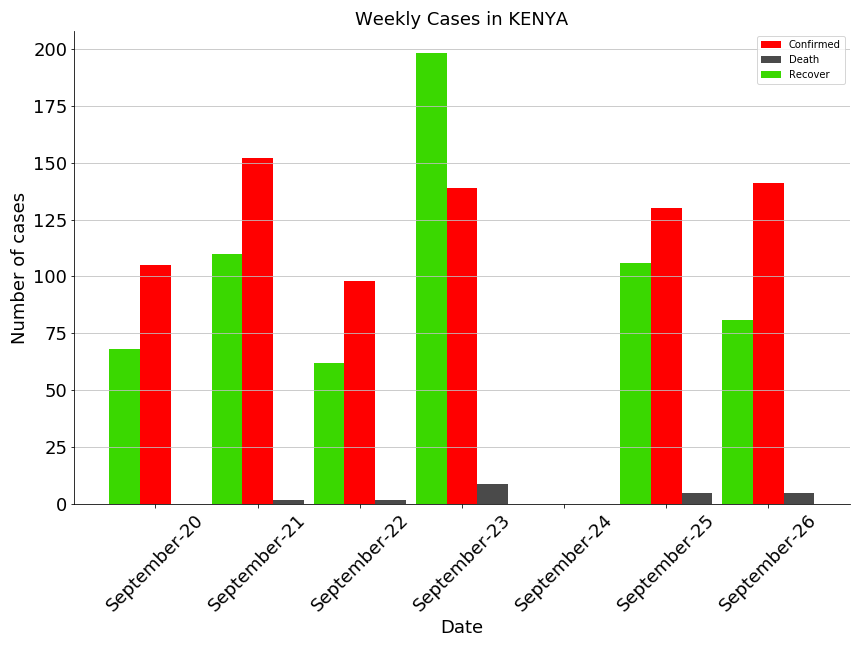 Weekly Cases in KENYA
Confirmed
Death
Recover
Number of cases
200
175
150
125
100
75
50
25
0
September-20
September-21
September-22
September-23
September-24
September-25
September-26
Date